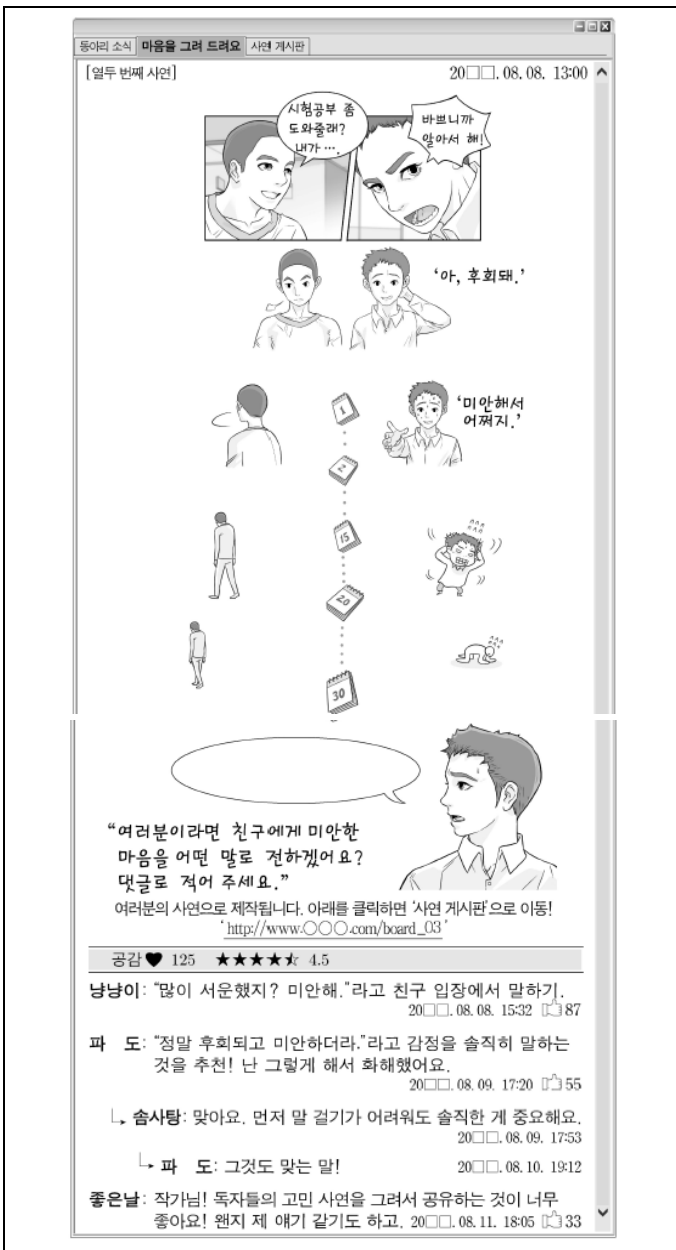 동아리 소식 마음을 그려 드려요 사연 게시판
[열두 번째 사연] 20□□. 08. 08. 13:00
시험공부 좀
도와줄래?
내가 ….
바쁘니까
알아서 해!
'아, 후회돼.'
1
'미안해서
어쩌지.'
2
15
20
30
"여러분이라면 친구에게 미안한
마음을 어떤 말로 전하겠어요?
댓글로 적어 주세요."
여러분의 사연으로 제작됩니다. 아래를 클릭하면 '사연 게시판'으로 이동!
'http://www.○○○.com/board_03'
공감♥ 125 ★★★★⯪ 4.5
냥냥이: "많이 서운했지? 미안해."라고 친구 입장에서 말하기.
20□□. 08. 08. 15:32 87
파 도: "정말 후회되고 미안하더라."라고 감정을 솔직히 말하는
것을 추천! 난 그렇게 해서 화해했어요.
20□□. 08. 09. 17:20 55
솜사탕: 맞아요. 먼저 말 걸기가 어려워도 솔직한 게 중요해요.
20□□. 08. 09. 17:53
파 도: 그것도 맞는 말! 20□□. 08. 10. 19:12
좋은날: 작가님! 독자들의 고민 사연을 그려서 공유하는 것이 너무
좋아요! 왠지 제 얘기 같기도 하고. 20□□. 08. 11. 18:05 33